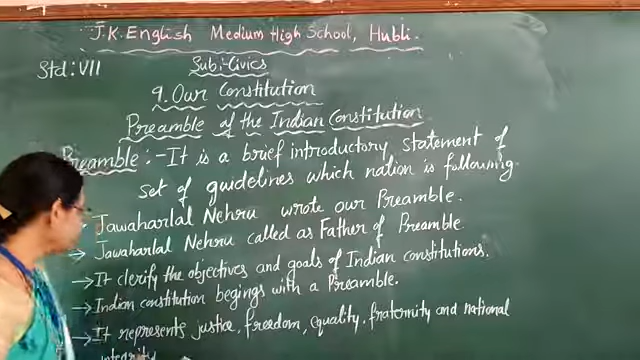 J.K. English Medium High School, Hubli.
Std: VII Sub:- Civics
9. Our Constitution
Preamble of the Indian Constitution
Preamble :- It is a brief introductory statement of
set of guidelines which nation is following.
Jawaharlal Nehru wrote our Preamble.
→ Jawaharlal Nehru called as Father of Preamble.
→ It clerify the objectives and goals of Indian constitutions.
→ Indian constitution begings with a Preamble.
→ It represents justice, freedom, equality, fraternity and national
integrity